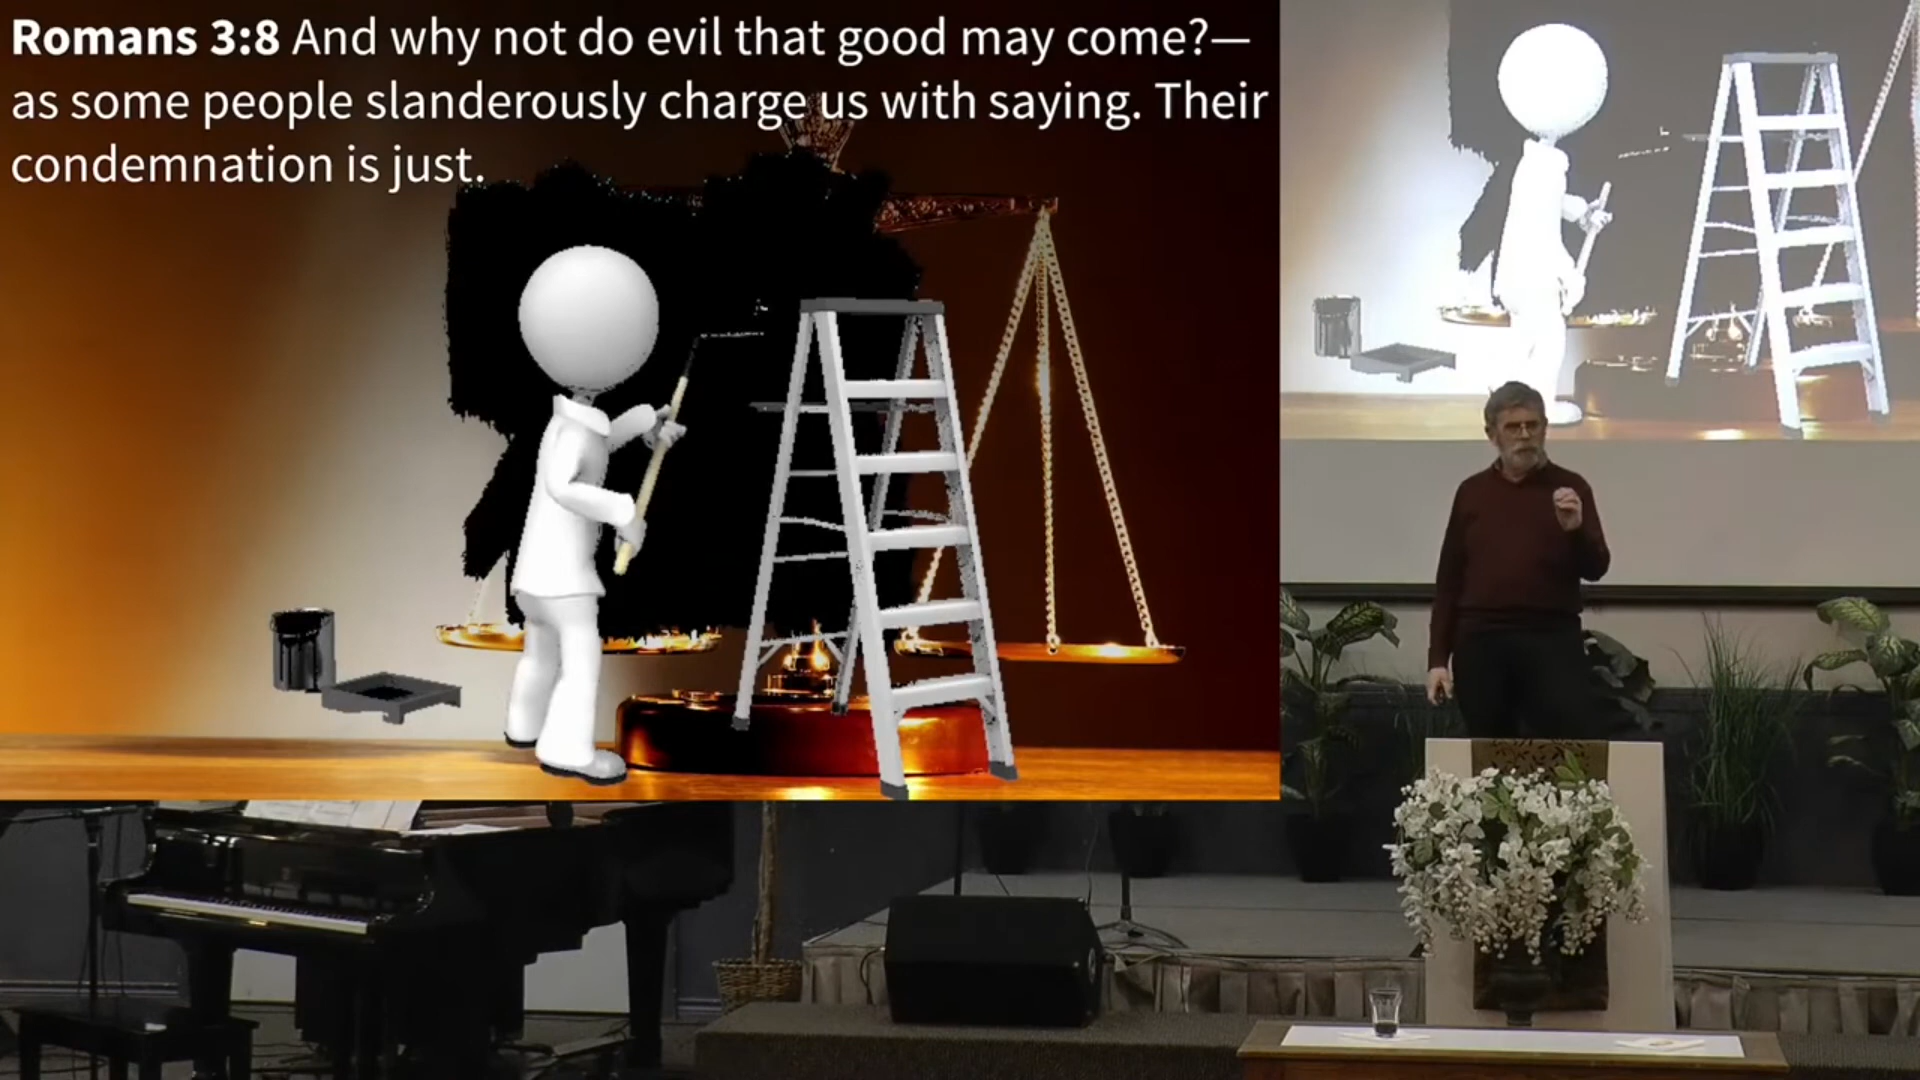 Romans 3:8 And why not do evil that good may come?—
as some people slanderously charge us with saying. Their
condemnation is just.